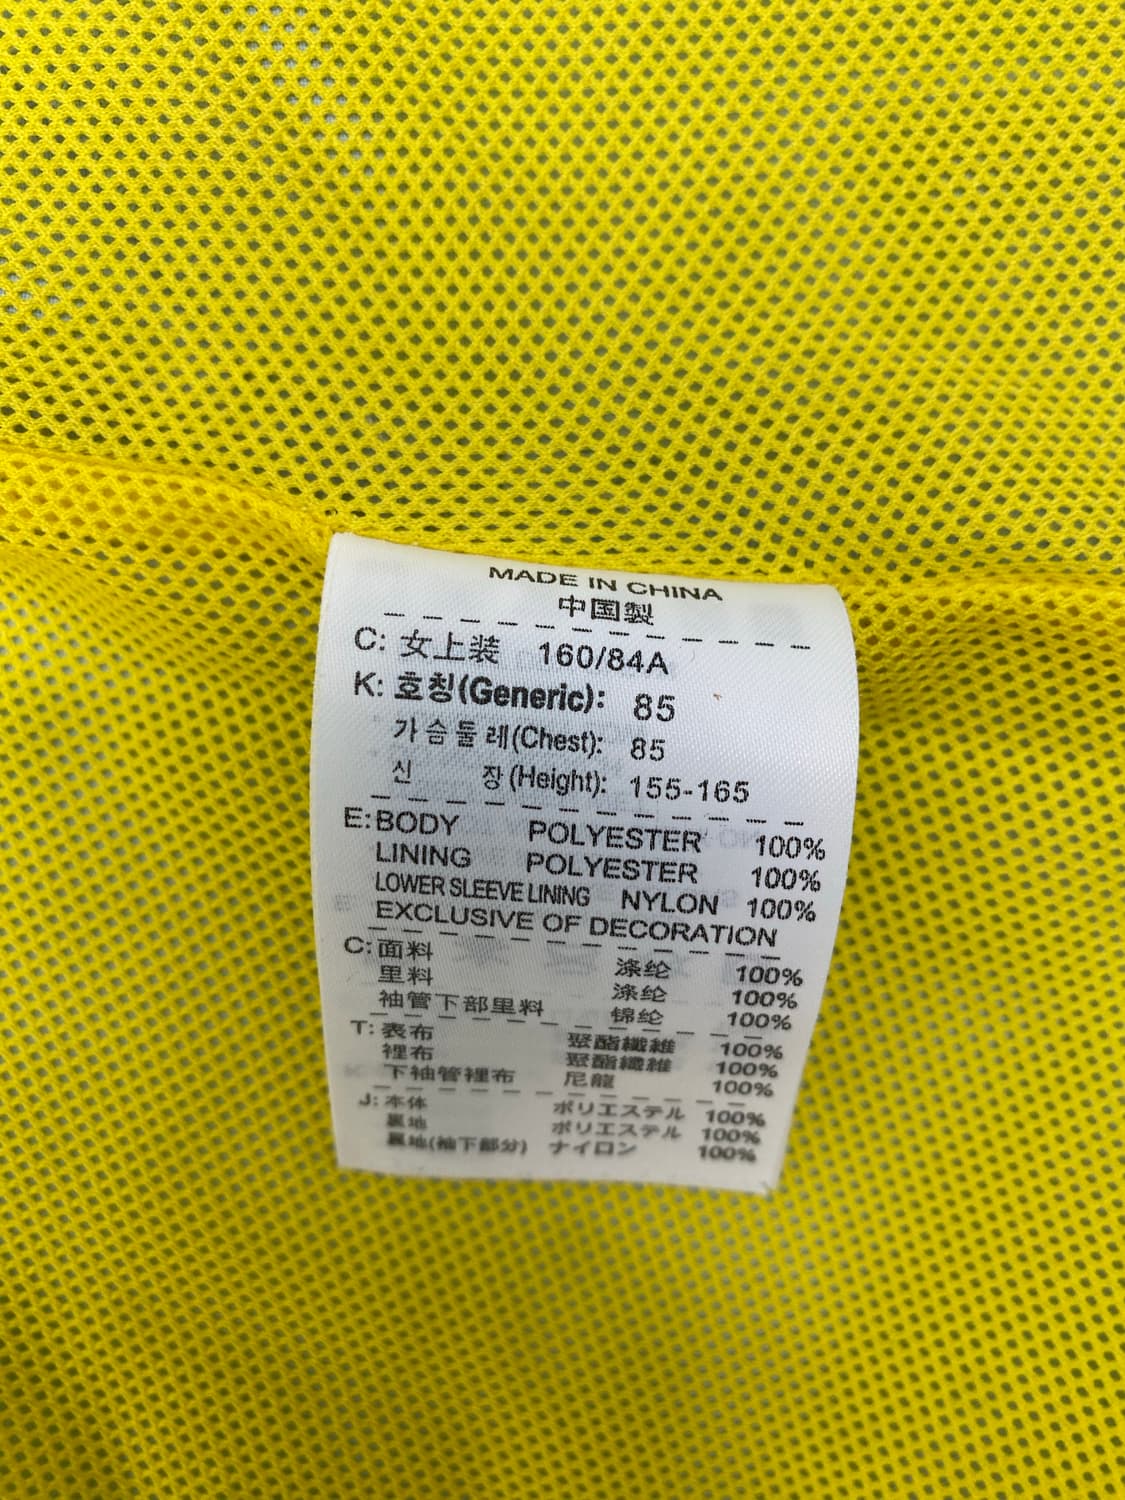 MADE IN CHINA
中国製
C: 女上装 160/84A
K: 호칭(Generic): 85
가슴둘레(Chest): 85
신 장(Height): 155-165
E: BODY POLYESTER 100%
LINING POLYESTER 100%
LOWER SLEEVE LINING NYLON 100%
EXCLUSIVE OF DECORATION
C: 面料 涤纶 100%
里料 涤纶 100%
袖管下部里料 锦纶 100%
T: 表布 聚酯纖維 100%
裡布 聚酯纖維 100%
下袖管裡布 尼龍 100%
J: 本体 ポリエステル 100%
裏地 ポリエステル 100%
裏地(袖下部分) ナイロン 100%